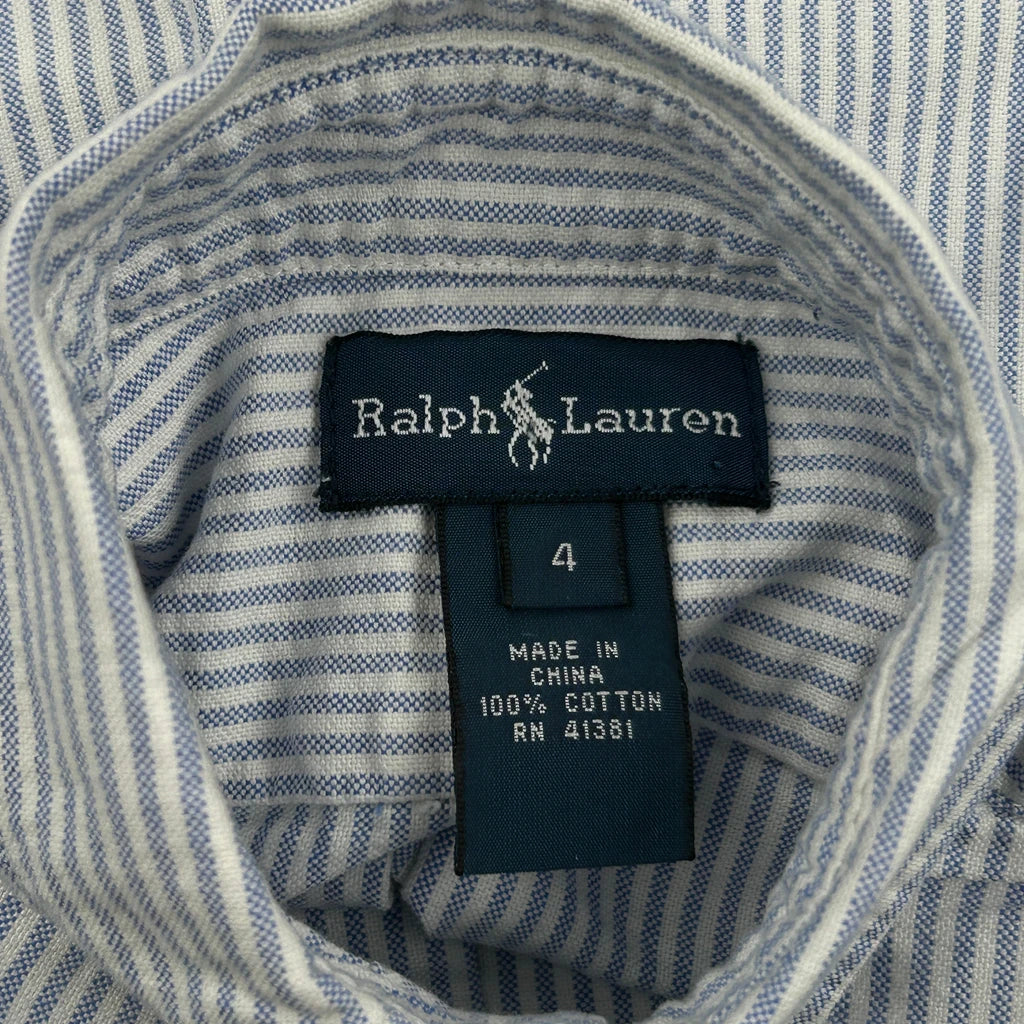 Ralph Lauren
4
MADE IN
CHINA
100% COTTON
RN 41381